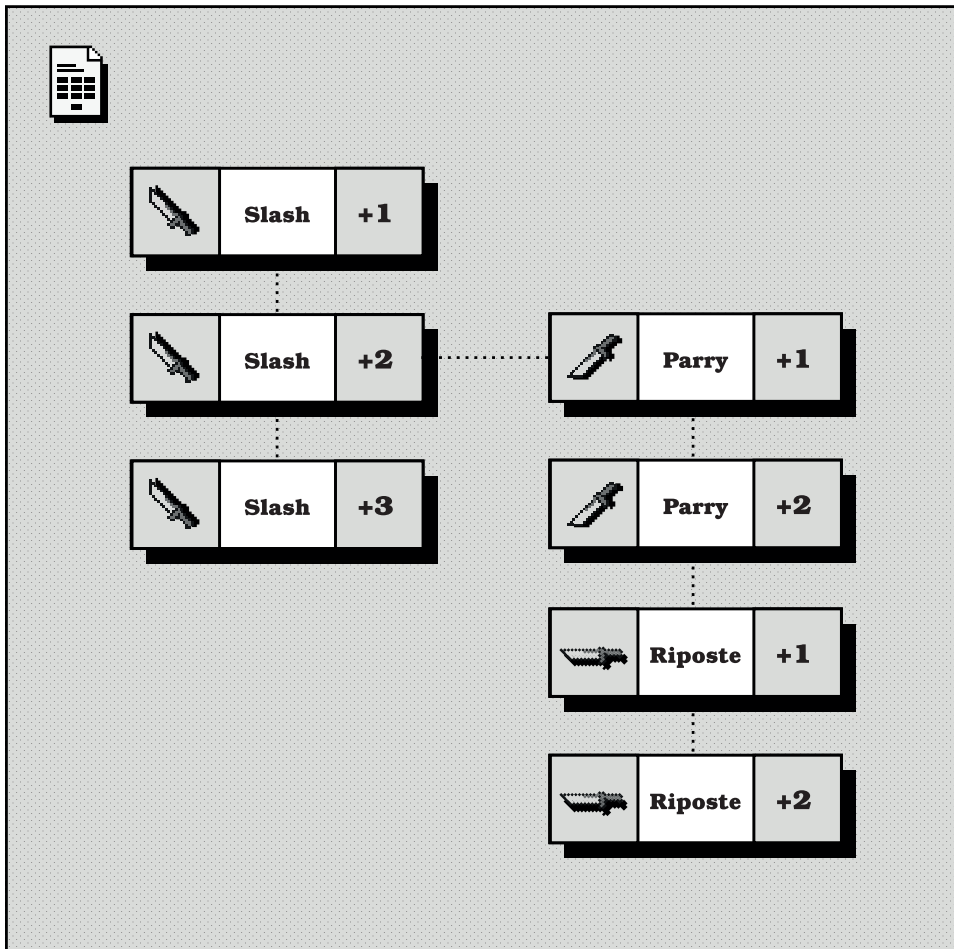 Slash +1
Slash +2
Parry +1
Slash +3
Parry +2
Riposte +1
Riposte +2